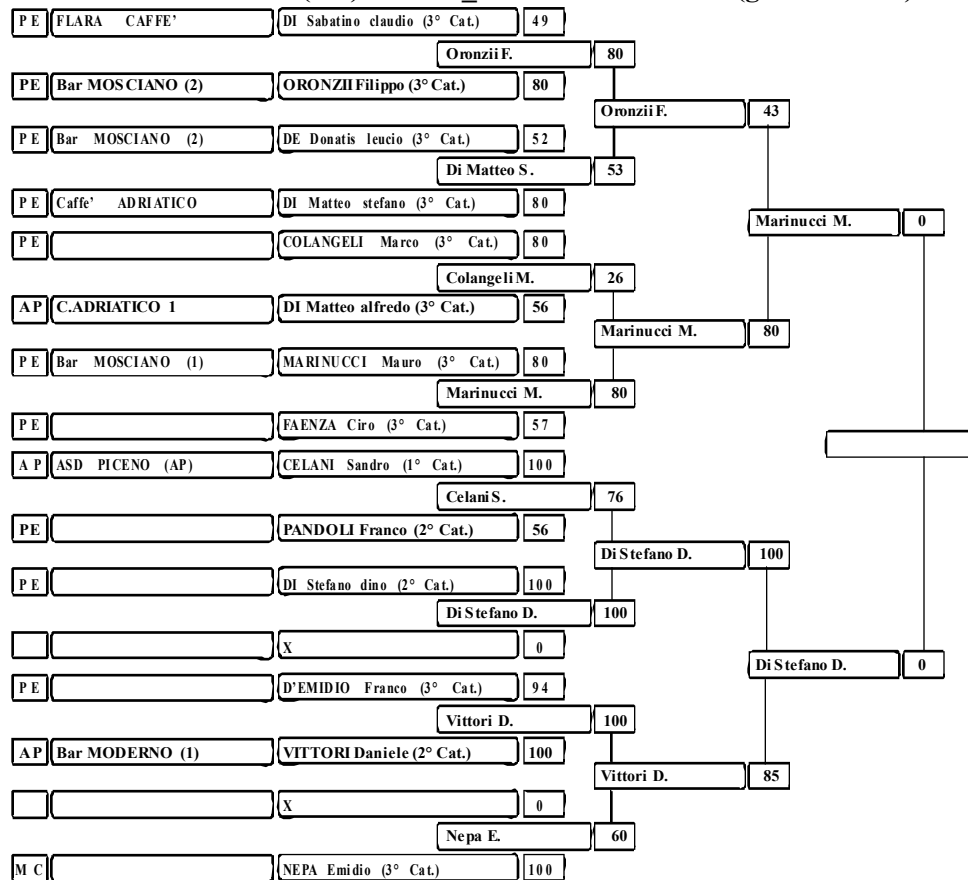 PE FLARA CAFFE' DI Sabatino claudio (3° Cat.) 49
Oronzii F. 80
PE Bar MOSCIANO (2) ORONZII Filippo (3° Cat.) 80
Oronzii F. 43
PE Bar MOSCIANO (2) DE Donatis leucio (3° Cat.) 52
Di Matteo S. 53
PE Caffe' ADRIATICO DI Matteo stefano (3° Cat.) 80
Marinucci M. 0
PE COLANGELI Marco (3° Cat.) 80
Colangeli M. 26
AP C.ADRIATICO 1 DI Matteo alfredo (3° Cat.) 56
Marinucci M. 80
PE Bar MOSCIANO (1) MARINUCCI Mauro (3° Cat.) 80
Marinucci M. 80
PE FAENZA Ciro (3° Cat.) 57
AP ASD PICENO (AP) CELANI Sandro (1° Cat.) 100
Celani S. 76
PE PANDOLI Franco (2° Cat.) 56
Di Stefano D. 100
PE DI Stefano dino (2° Cat.) 100
Di Stefano D. 100
X 0
Di Stefano D. 0
PE D'EMIDIO Franco (3° Cat.) 94
Vittori D. 100
AP Bar MODERNO (1) VITTORI Daniele (2° Cat.) 100
Vittori D. 85
X 0
Nepa E. 60
MC NEPA Emidio (3° Cat.) 100